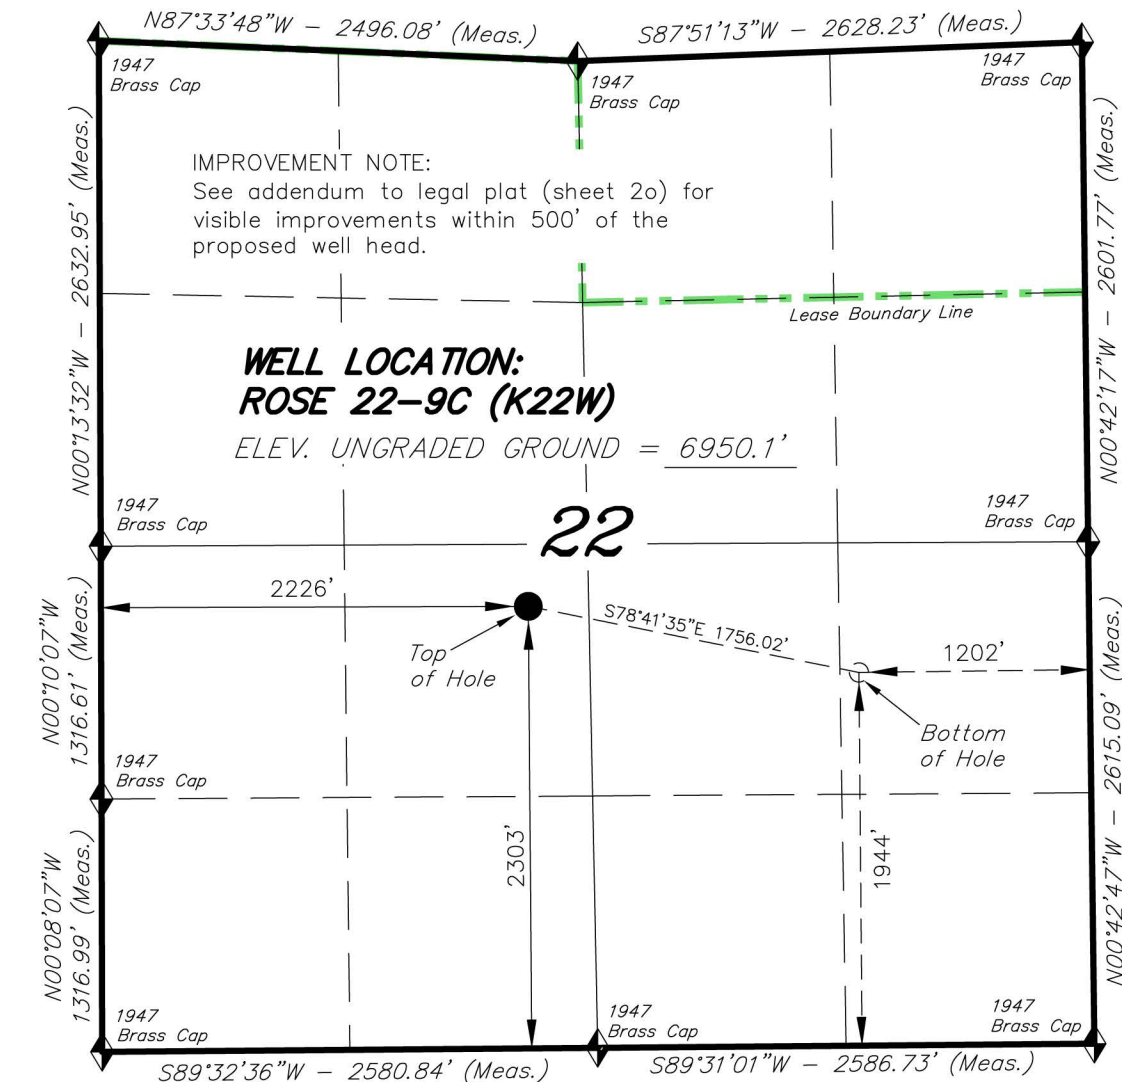 N87°33'48"W - 2496.08' (Meas.)
S87°51'13"W - 2628.23' (Meas.)
1947
Brass Cap
1947
Brass Cap
1947
Brass Cap
N00°13'32"W - 2632.95' (Meas.)
N00°42'17"W - 2601.77' (Meas.)
IMPROVEMENT NOTE:
See addendum to legal plat (sheet 2o) for
visible improvements within 500' of the
proposed well head.
Lease Boundary Line
WELL LOCATION:
ROSE 22-9C (K22W)
ELEV. UNGRADED GROUND = 6950.1'
1947
Brass Cap
22
1947
Brass Cap
2226'
S78°41'35"E 1756.02'
1202'
Top
of Hole
Bottom
of Hole
N00°10'07"W
1316.61' (Meas.)
N00°42'47"W - 2615.09' (Meas.)
1947
Brass Cap
2303'
1944'
N00°08'07"W
1316.99' (Meas.)
1947
Brass Cap
1947
Brass Cap
1947
Brass Cap
S89°32'36"W - 2580.84' (Meas.)
S89°31'01"W - 2586.73' (Meas.)